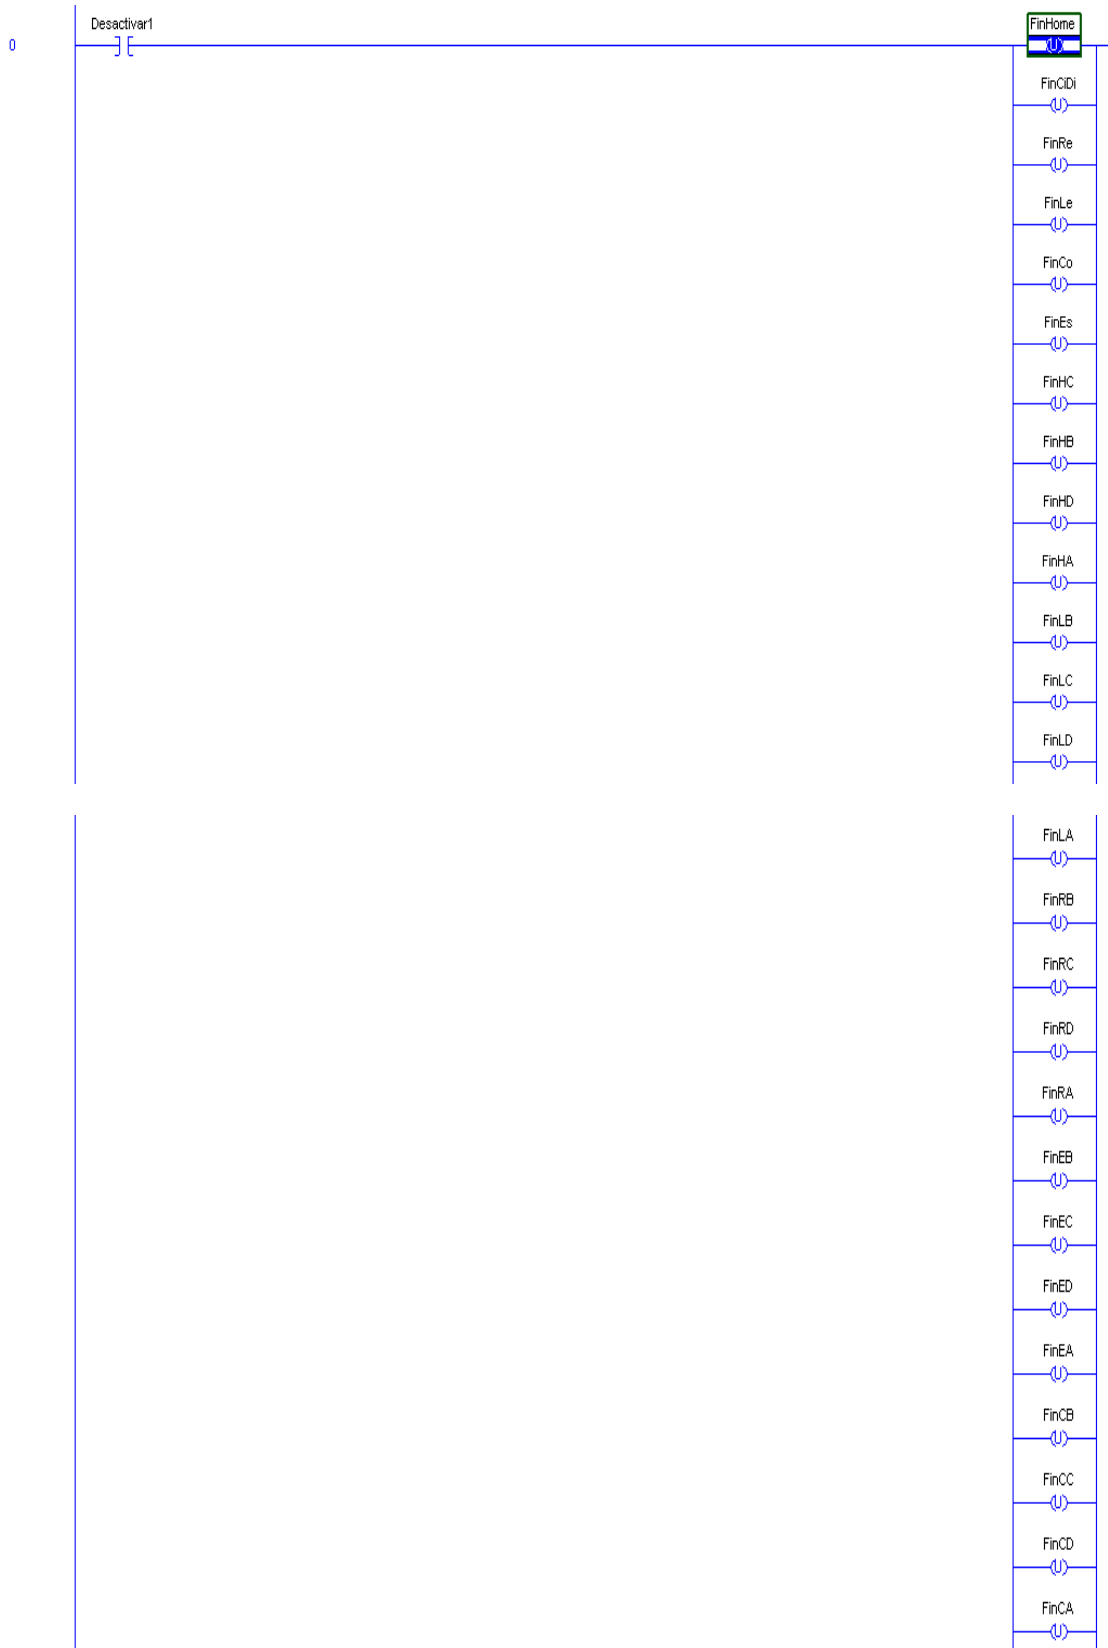 Desactivar1
FinHome
0
(U)
FinCiDi
(U)
FinRe
(U)
FinLe
(U)
FinCo
(U)
FinEs
(U)
FinHC
(U)
FinHB
(U)
FinHD
(U)
FinHA
(U)
FinLB
(U)
FinLC
(U)
FinLD
(U)
FinLA
(U)
FinRB
(U)
FinRC
(U)
FinRD
(U)
FinRA
(U)
FinEB
(U)
FinEC
(U)
FinED
(U)
FinEA
(U)
FinCB
(U)
FinCC
(U)
FinCD
(U)
FinCA
(U)